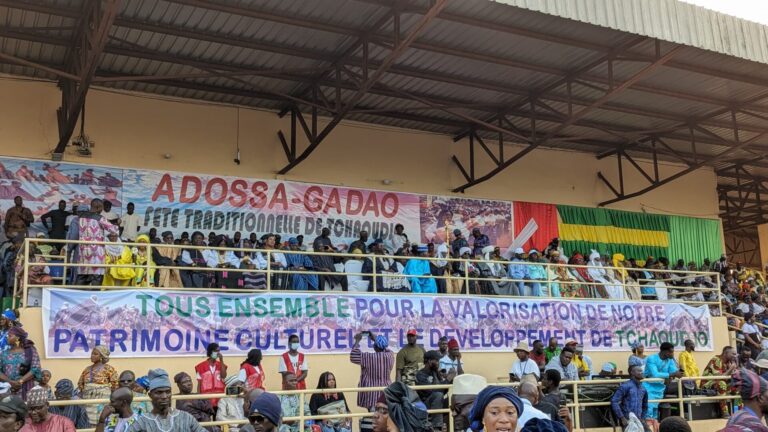 ADOSSA-GADAO
FETE TRADITIONNELLE DE TCHAOUDJO
TOUS ENSEMBLE POUR LA VALORISATION DE NOTRE
PATRIMOINE CULTUREL ET LE DEVELOPPEMENT DE TCHAOUDJO